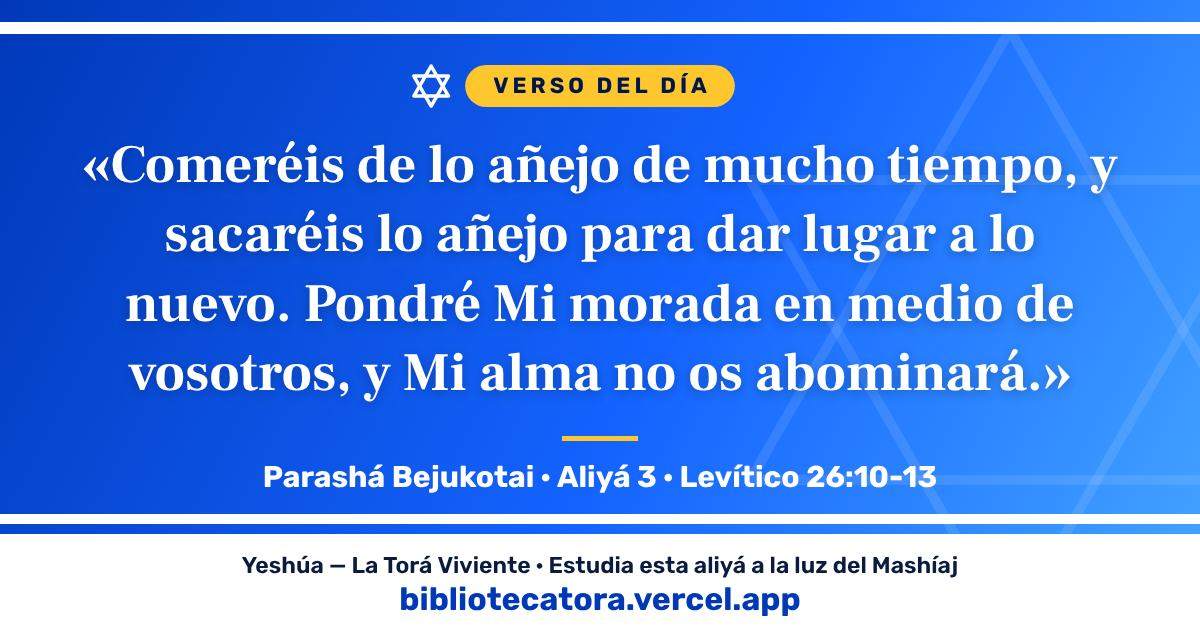 VERSO DEL DÍA
«Comeréis de lo añejo de mucho tiempo, y
sacaréis lo añejo para dar lugar a lo
nuevo. Pondré Mi morada en medio de
vosotros, y Mi alma no os abominará.»
Parashá Bejukotai • Aliyá 3 • Levítico 26:10-13
Yeshúa — La Torá Viviente • Estudia esta aliyá a la luz del Mashíaj
bibliotecatora.vercel.app